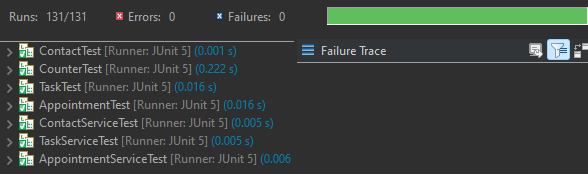 Runs: 131/131 Errors: 0 Failures: 0
ContactTest [Runner: JUnit 5] (0.001 s)
Failure Trace
CounterTest [Runner: JUnit 5] (0.222 s)
TaskTest [Runner: JUnit 5] (0.016 s)
AppointmentTest [Runner: JUnit 5] (0.016 s)
ContactServiceTest [Runner: JUnit 5] (0.005 s)
TaskServiceTest [Runner: JUnit 5] (0.005 s)
AppointmentServiceTest [Runner: JUnit 5] (0.006